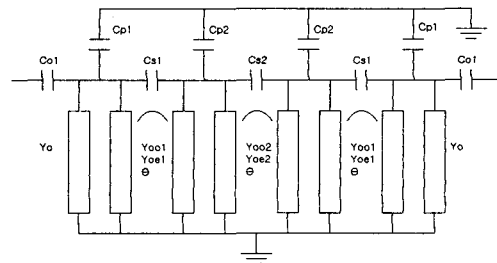 Cp1 Cp2 Cp2 Cp1
Co1 Cs1 Cs2 Cs1 Co1
Yo Yoo1 Yoo2 Yoo1 Yo
Yoe1 Yoe2 Yoe1
θ θ θ